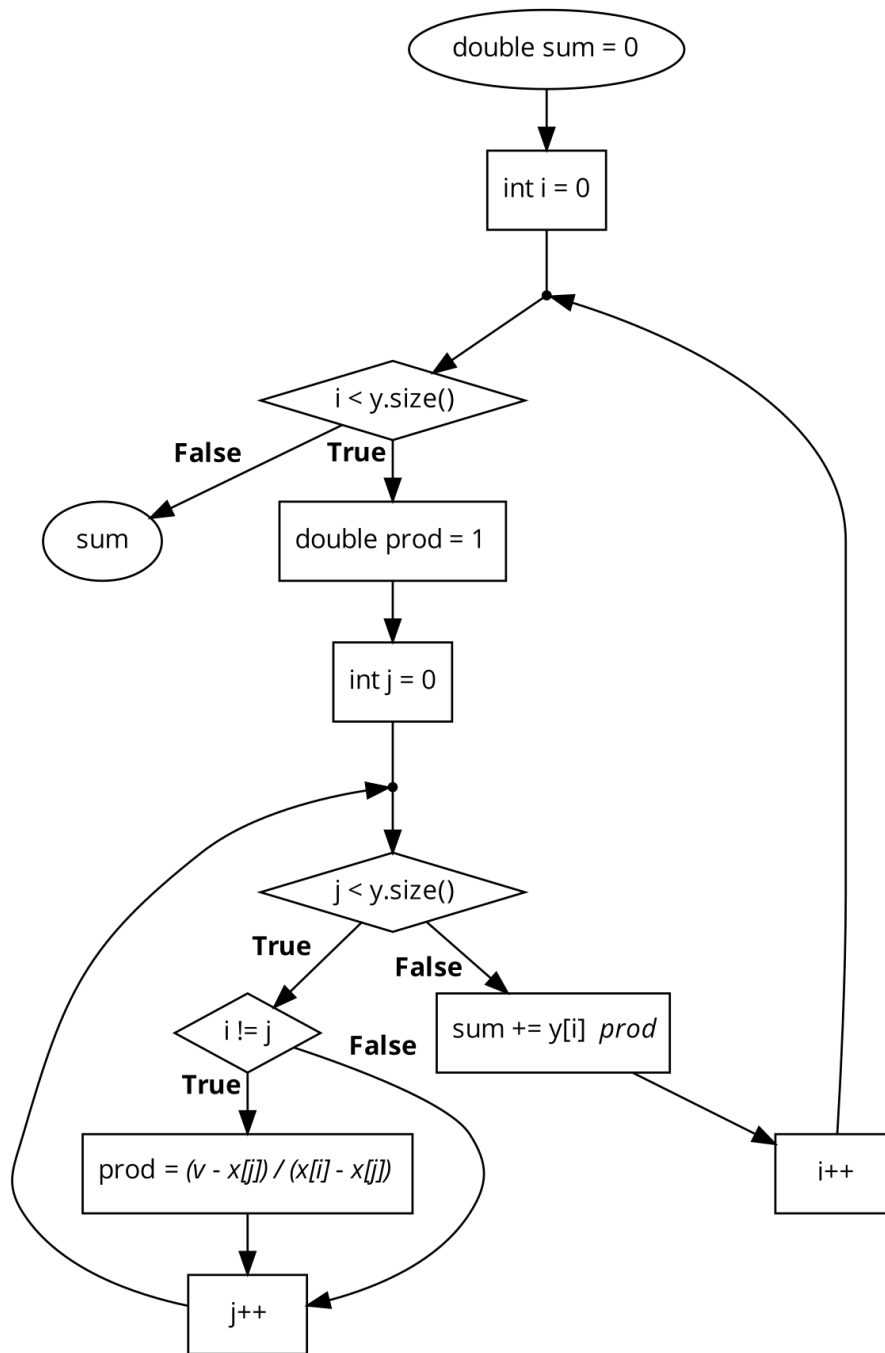 double sum = 0
int i = 0
i < y.size()
False
True
sum
double prod = 1
int j = 0
j < y.size()
True
False
i != j
sum += y[i] prod
False
True
prod = (v - x[j]) / (x[i] - x[j])
i++
j++